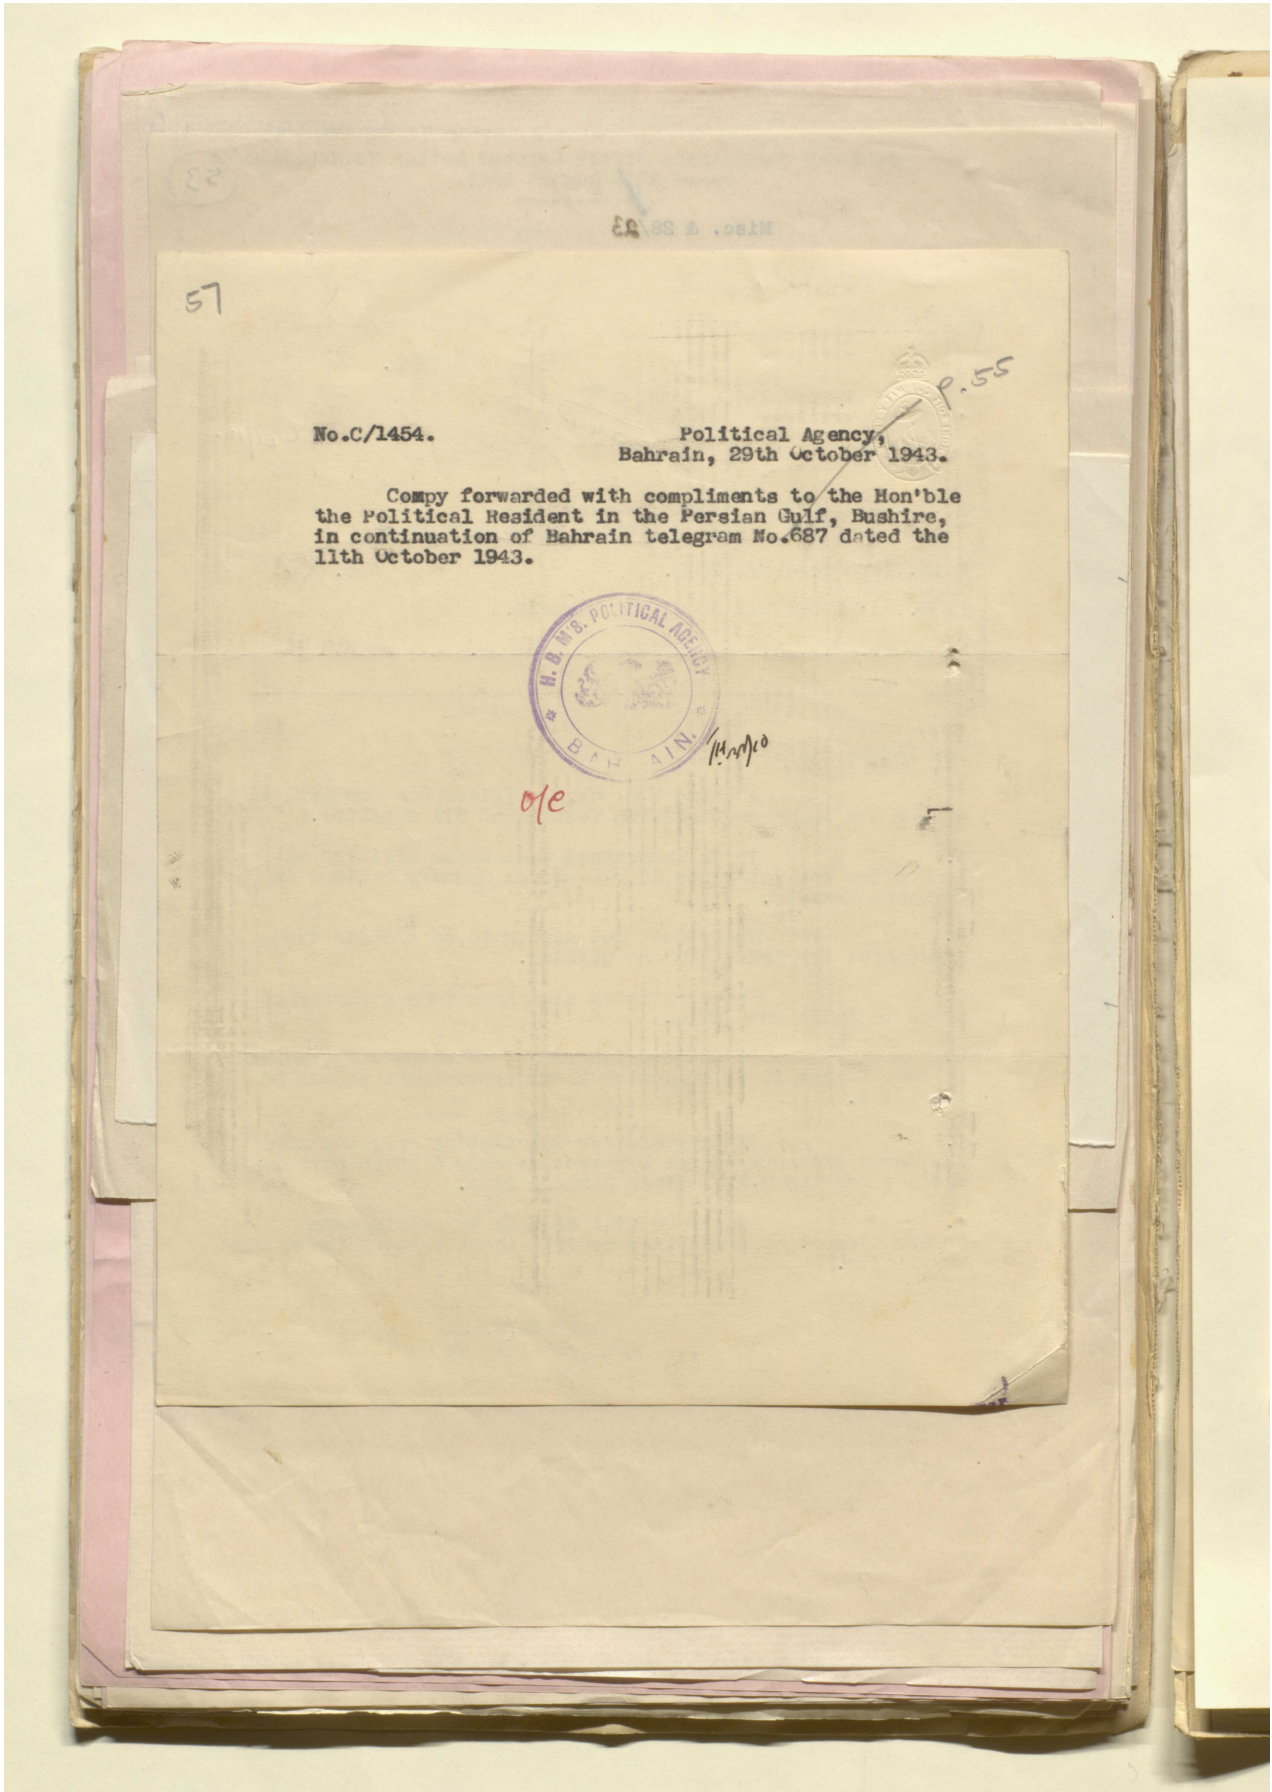 57
p.55
No.C/1454.
Political Agency,
Bahrain, 29th October 1943.
Compy forwarded with compliments to the Hon'ble
the Political Resident in the Persian Gulf, Bushire,
in continuation of Bahrain telegram No.687 dated the
11th October 1943.
H. B. M'S. POLITICAL AGENCY
BAHRAIN.
o/c
Misc. & 28/23
53